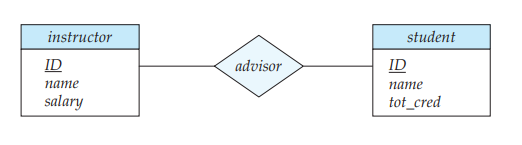 instructor
ID
name
salary
advisor
student
ID
name
tot_cred